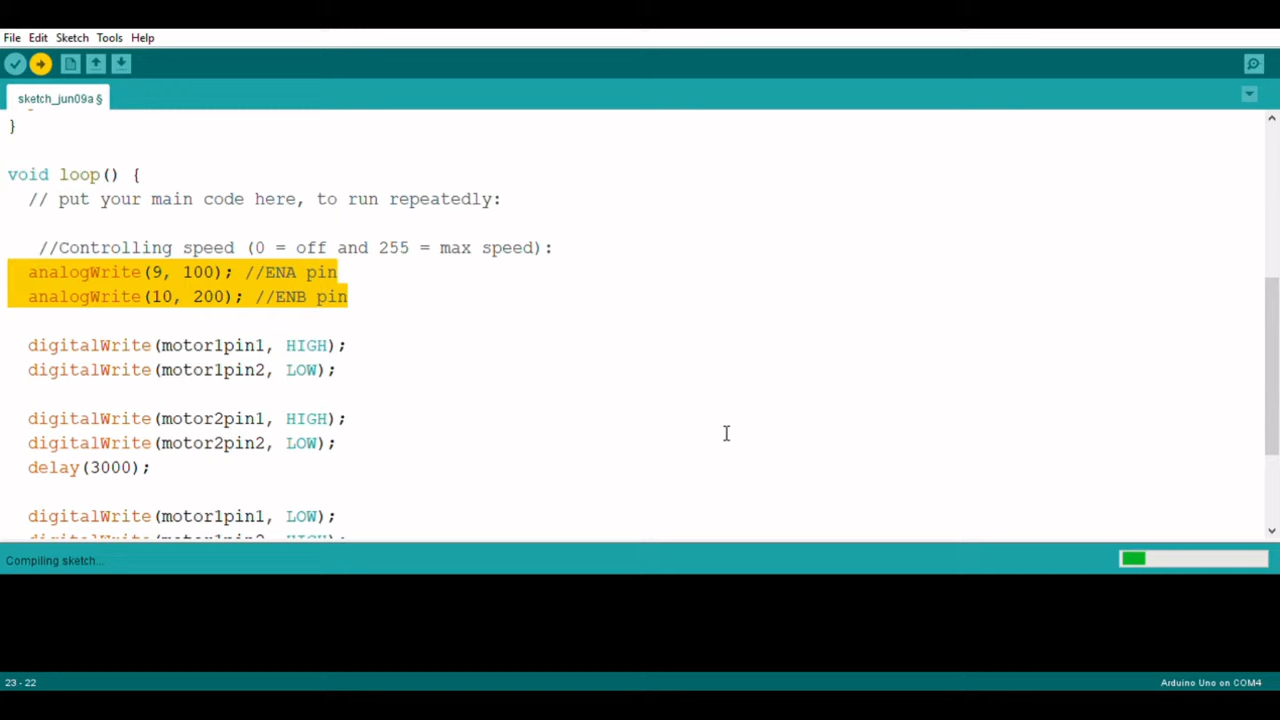 File Edit Sketch Tools Help
sketch_jun09a §
}
void loop() {
// put your main code here, to run repeatedly:
//Controlling speed (0 = off and 255 = max speed):
analogWrite(9, 100); //ENA pin
analogWrite(10, 200); //ENB pin
digitalWrite(motor1pin1, HIGH);
digitalWrite(motor1pin2, LOW);
digitalWrite(motor2pin1, HIGH);
digitalWrite(motor2pin2, LOW);
delay(3000);
digitalWrite(motor1pin1, LOW);
digitalWrite(motor1pin2, HIGH);
Compiling sketch...
23 - 22
Arduino Uno on COM4